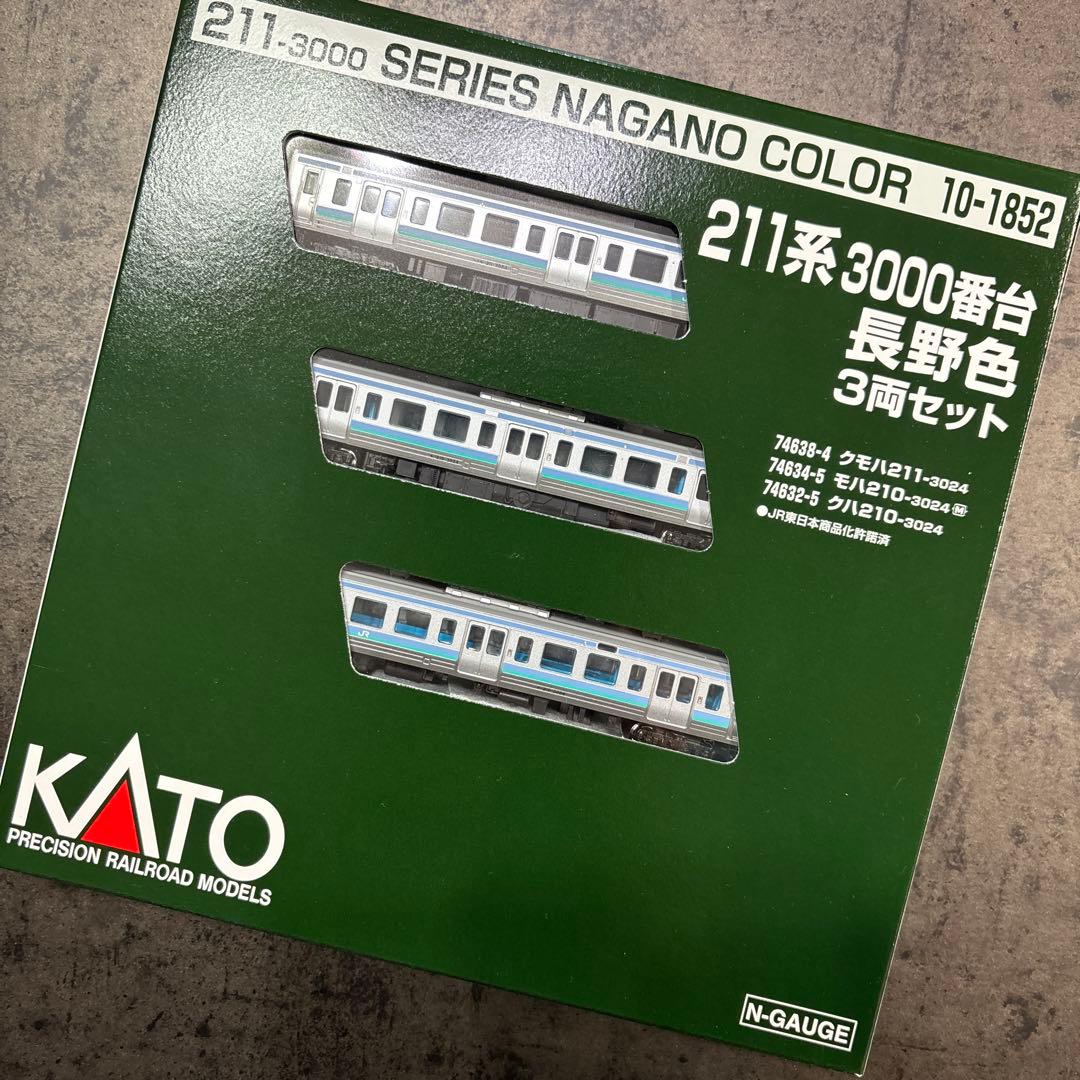 211-3000 SERIES NAGANO COLOR 10-1852
211系3000番台
長野色
3両セット
74638-4 クモハ211-3024
74634-5 モハ210-3024 M
74632-5 クハ210-3024
●JR東日本商品化許諾済
JR
KATO
PRECISION RAILROAD MODELS
N-GAUGE